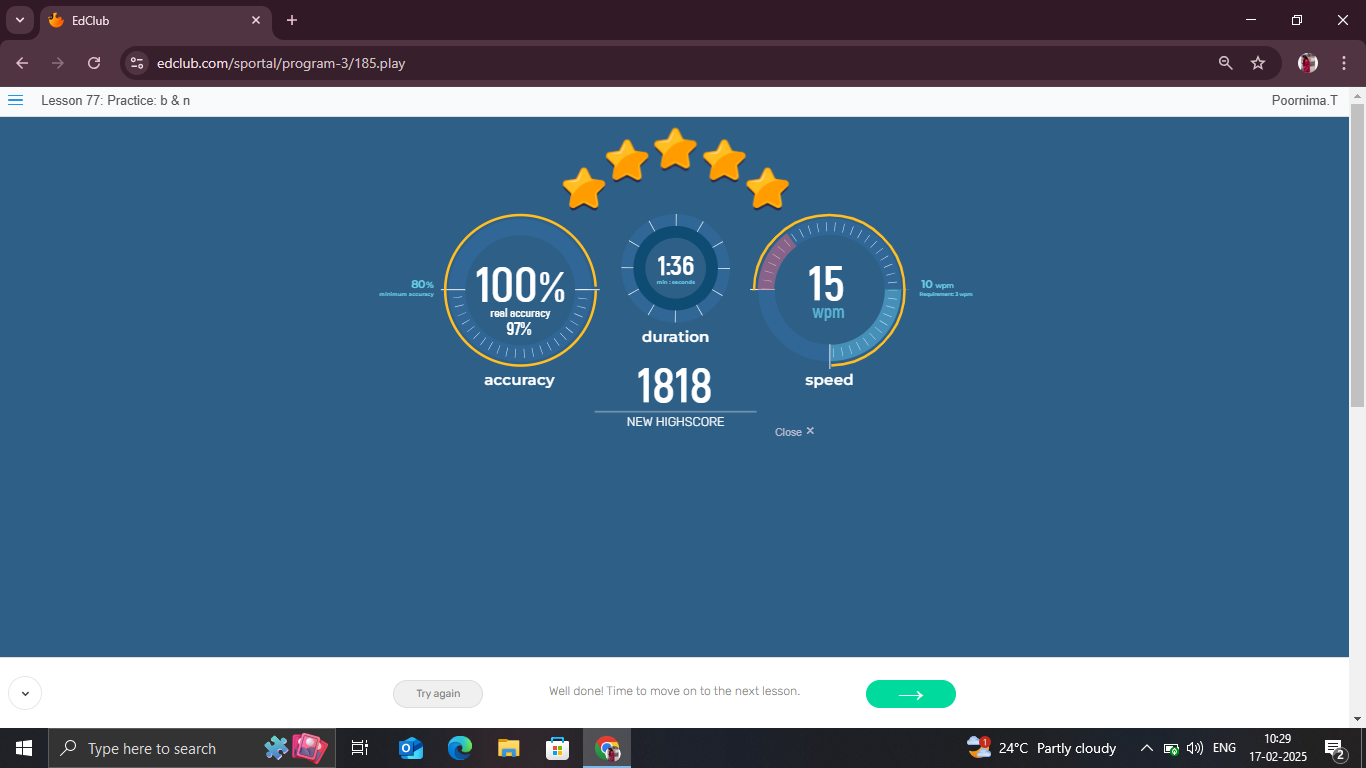 EdClub
edclub.com/sportal/program-3/185.play
Lesson 77: Practice: b & n
Poornima.T
80%
minimum accuracy
100%
real accuracy
97%
accuracy
1:36
min : seconds
duration
15
wpm
speed
10 wpm
Requirement: 3 wpm
1818
NEW HIGHSCORE
Close ✕
Try again
Well done! Time to move on to the next lesson.
Type here to search
1
24°C Partly cloudy
ENG
10:29
17-02-2025
2